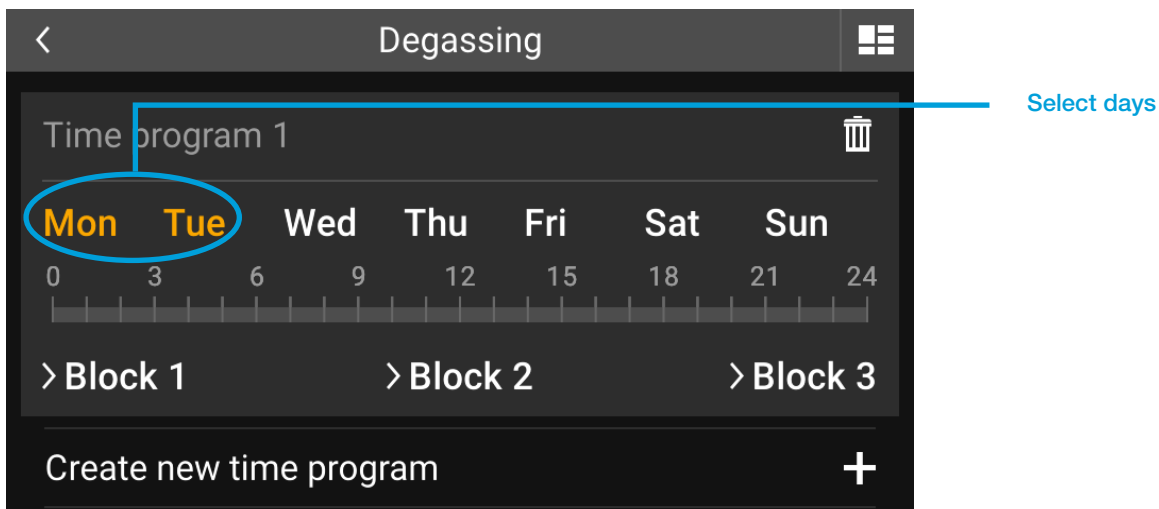 Degassing
Select days
Time program 1
Mon Tue Wed Thu Fri Sat Sun
0 3 6 9 12 15 18 21 24
Block 1 Block 2 Block 3
Create new time program